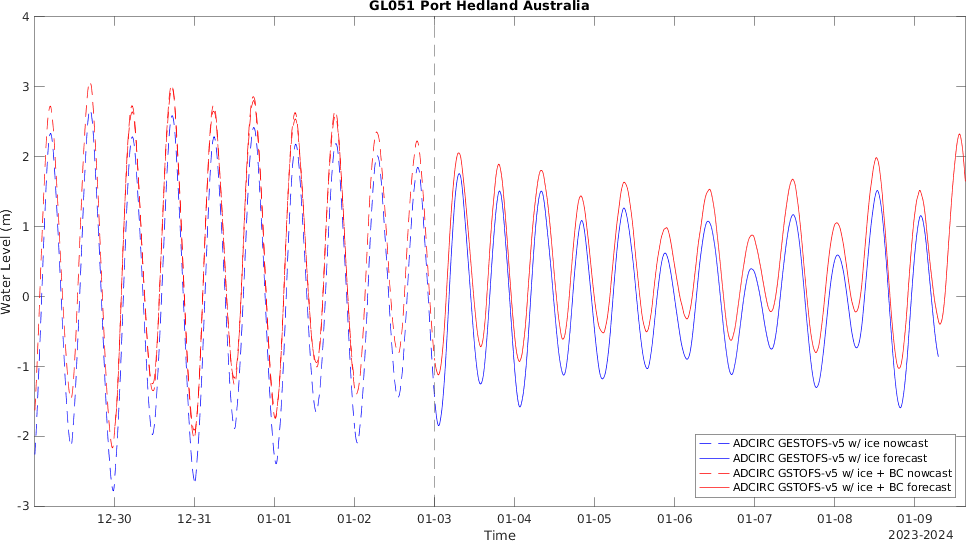 GL051 Port Hedland Australia
4
3
2
1
0
-1
-2
-3
Water Level (m)
12-30 12-31 01-01 01-02 01-03 01-04 01-05 01-06 01-07 01-08 01-09
Time
2023-2024
ADCIRC GESTOFS-v5 w/ ice nowcast
ADCIRC GESTOFS-v5 w/ ice forecast
ADCIRC GSTOFS-v5 w/ ice + BC nowcast
ADCIRC GSTOFS-v5 w/ ice + BC forecast